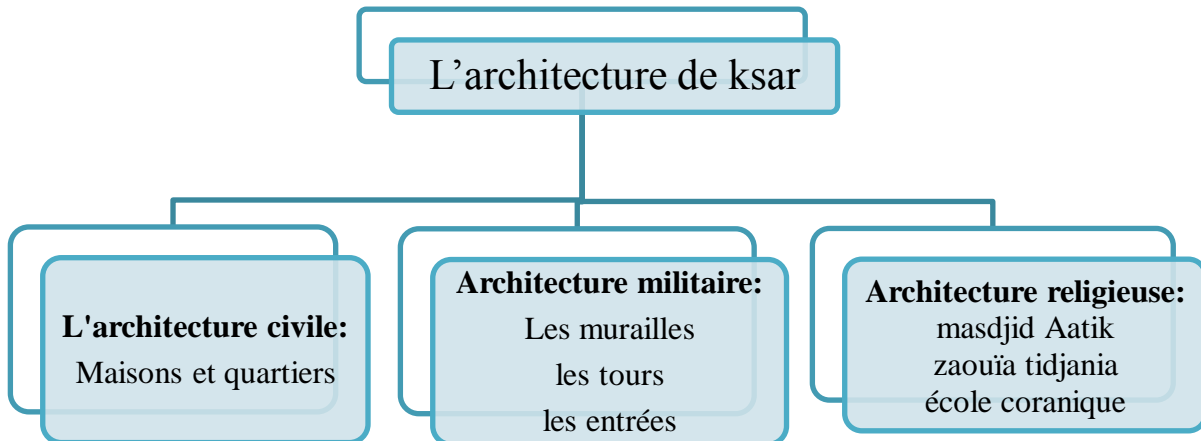 L’architecture de ksar
L'architecture civile:
Maisons et quartiers
Architecture militaire:
Les murailles
les tours
les entrées
Architecture religieuse:
masdjid Aatik
zaouïa tidjania
école coranique